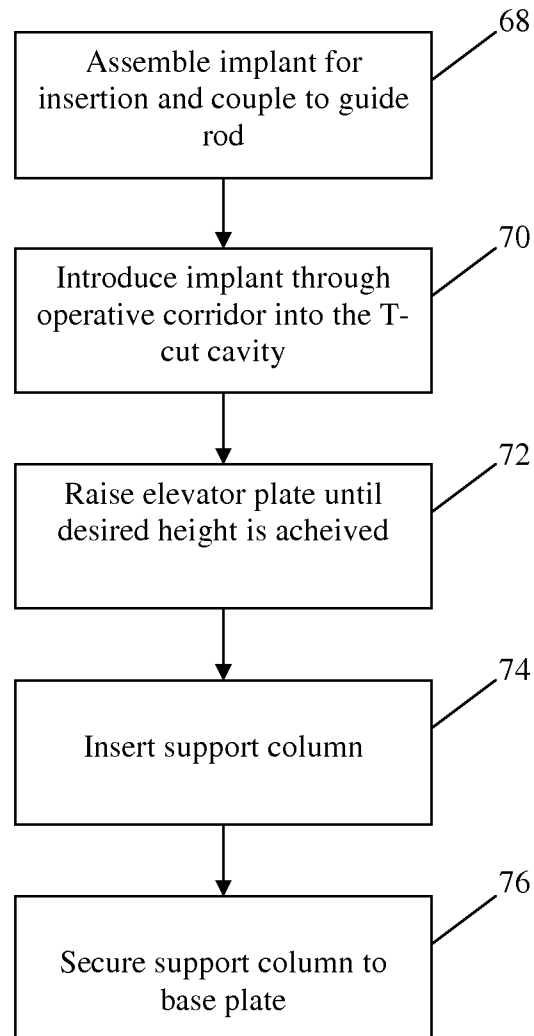 68
Assemble implant for
insertion and couple to guide
rod
70
Introduce implant through
operative corridor into the T-
cut cavity
72
Raise elevator plate until
desired height is acheived
74
Insert support column
76
Secure support column to
base plate